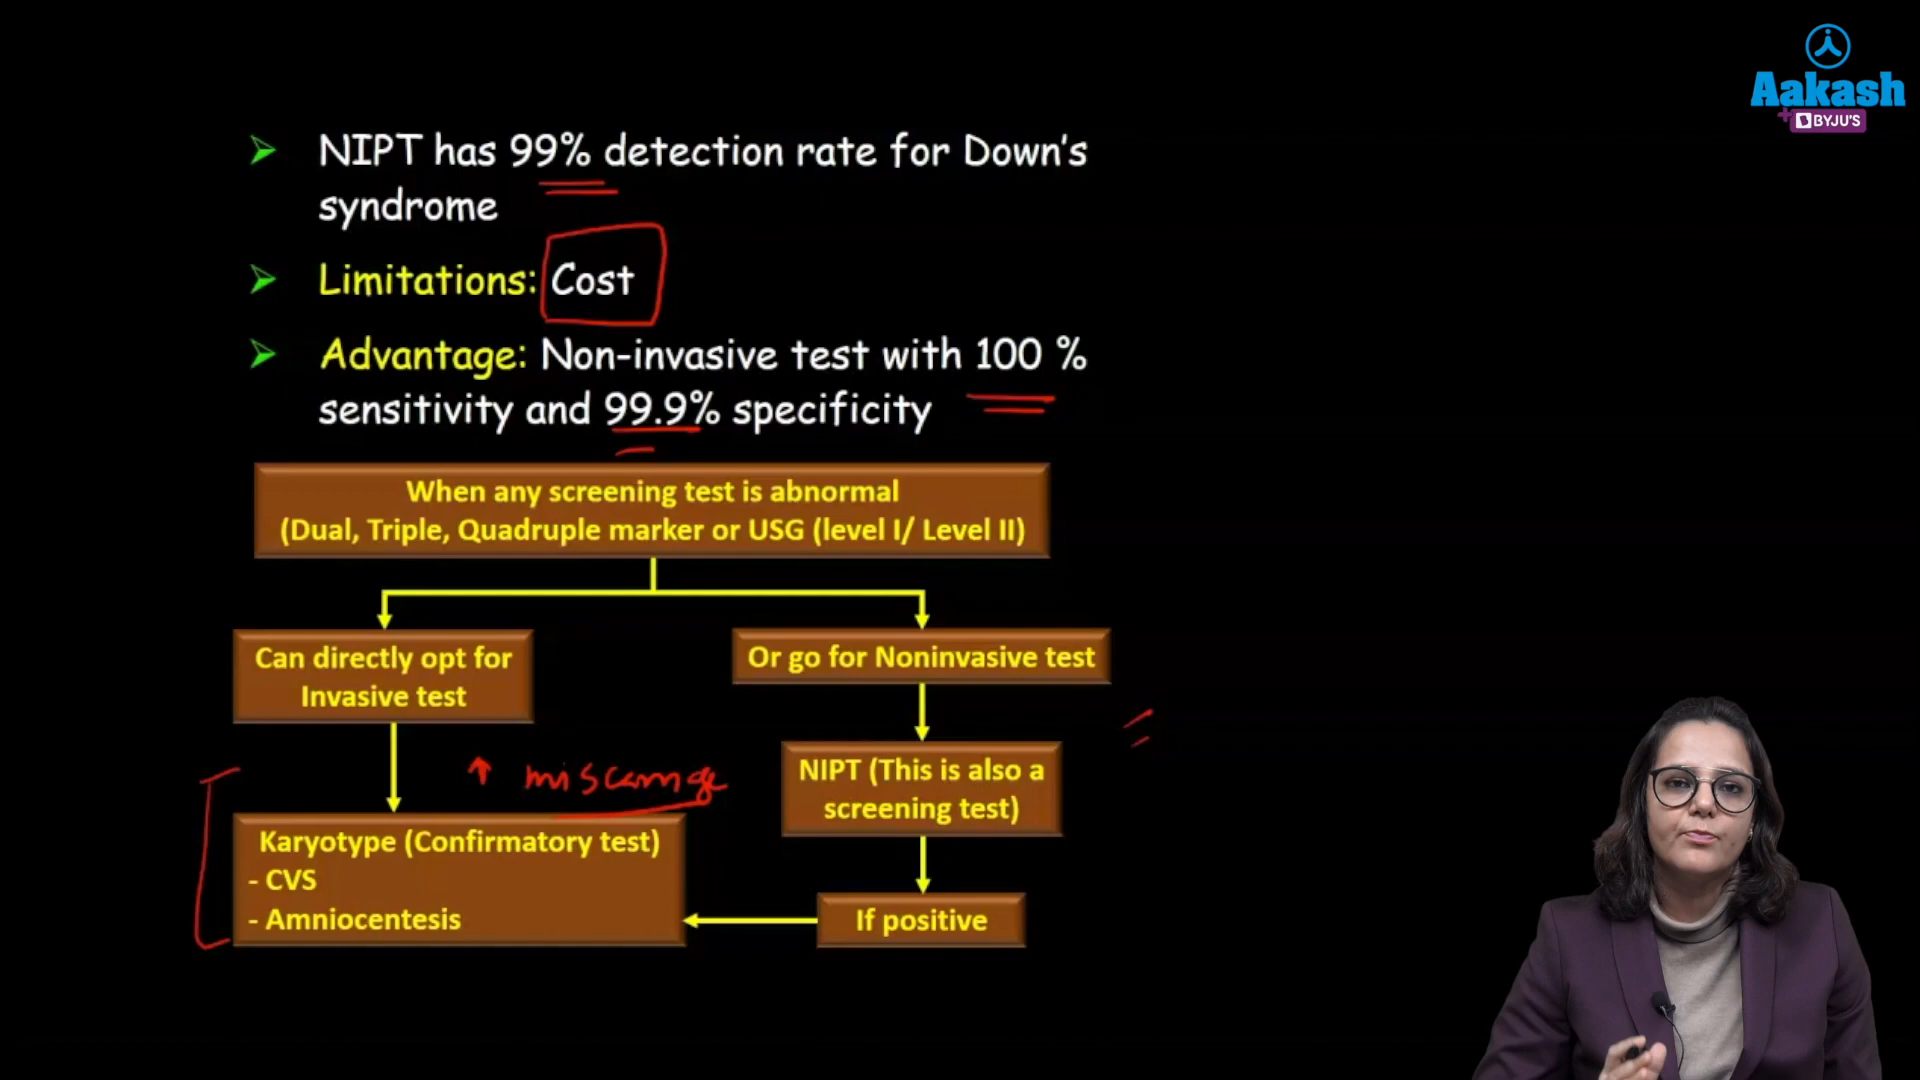 Aakash
+ BYJU'S
➤ NIPT has 99% detection rate for Down's
syndrome
➤ Limitations: Cost
➤ Advantage: Non-invasive test with 100 %
sensitivity and 99.9% specificity
When any screening test is abnormal
(Dual, Triple, Quadruple marker or USG (level I/ Level II)
Can directly opt for
Invasive test
Or go for Noninvasive test
↑
NIPT (This is also a
screening test)
Karyotype (Confirmatory test)
- CVS
- Amniocentesis
If positive